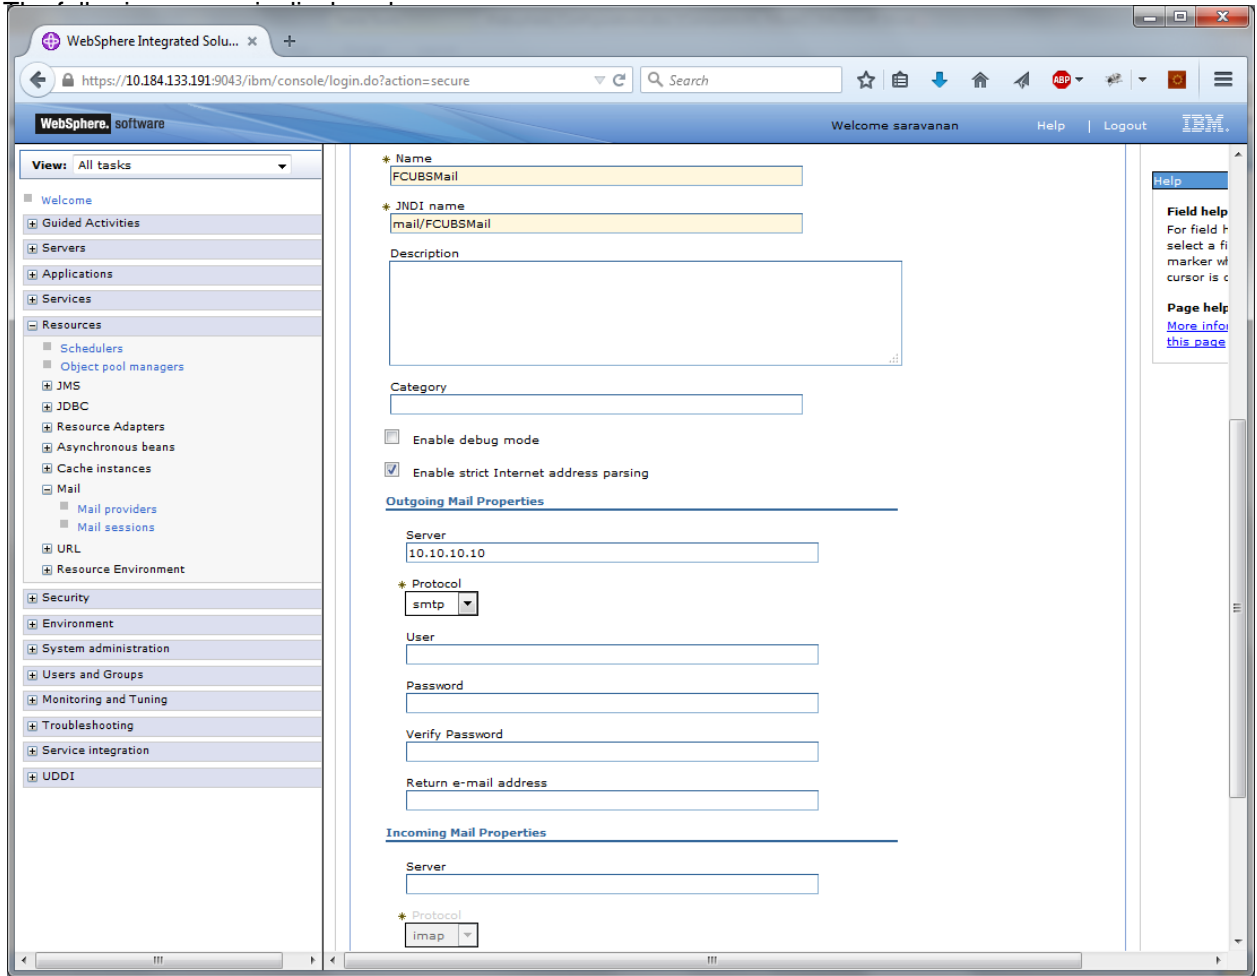 WebSphere Integrated Solu... × +
https://10.184.133.191:9043/ibm/console/login.do?action=secure
Search
ABP
WebSphere. software
Welcome saravanan
Help | Logout
IBM.
View: All tasks
Welcome
Guided Activities
Servers
Applications
Services
Resources
Schedulers
Object pool managers
JMS
JDBC
Resource Adapters
Asynchronous beans
Cache instances
Mail
Mail providers
Mail sessions
URL
Resource Environment
Security
Environment
System administration
Users and Groups
Monitoring and Tuning
Troubleshooting
Service integration
UDDI
* Name
FCUBSMail
* JNDI name
mail/FCUBSMail
Description
Category
Enable debug mode
Enable strict Internet address parsing
Outgoing Mail Properties
Server
10.10.10.10
* Protocol
smtp
User
Password
Verify Password
Return e-mail address
Incoming Mail Properties
Server
* Protocol
imap
Help
Field help
For field
select a
marker
cursor is
Page help
More
this page